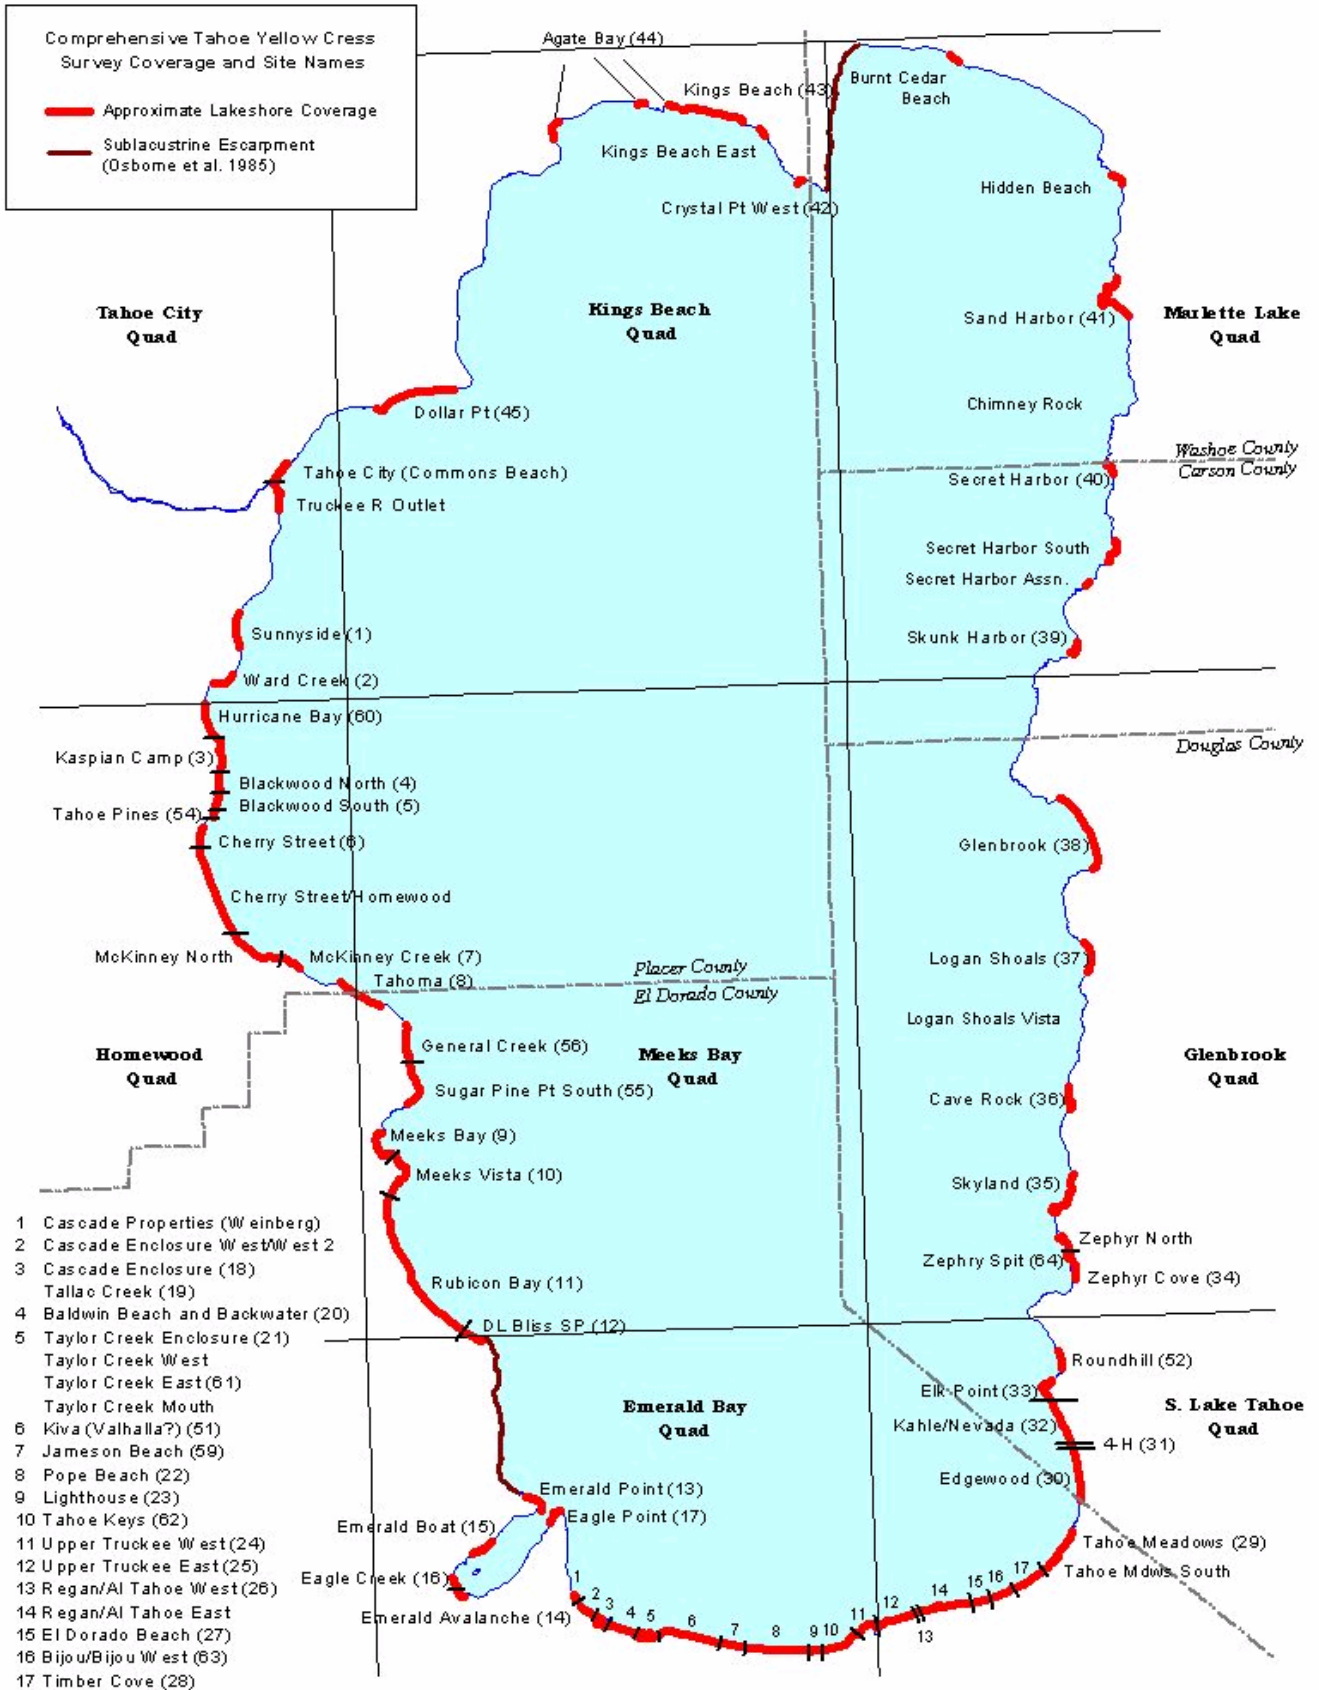 Comprehensive Tahoe Yellow Cress
Survey Coverage and Site Names
Approximate Lakeshore Coverage
Sublacustrine Escarpment
(Osborne et al. 1985)
Agate Bay (44)
Kings Beach (43)
Burnt Cedar
Beach
Kings Beach East
Crystal Pt West (42)
Hidden Beach
Tahoe City
Quad
Kings Beach
Quad
Sand Harbor (41)
Marlette Lake
Quad
Chimney Rock
Dollar Pt (45)
Washoe County
Carson County
Tahoe City (Commons Beach)
Secret Harbor (40)
Truckee R Outlet
Secret Harbor South
Secret Harbor Assn.
Sunnyside (1)
Skunk Harbor (39)
Ward Creek (2)
Hurricane Bay (60)
Douglas County
Kaspian Camp (3)
Blackwood North (4)
Blackwood South (5)
Tahoe Pines (54)
Cherry Street (6)
Glenbrook (38)
Cherry Street/Homewood
McKinney North
McKinney Creek (7)
Logan Shoals (37)
Placer County
El Dorado County
Tahoma (8)
Logan Shoals Vista
Homewood
Quad
General Creek (56)
Meeks Bay
Quad
Glenbrook
Quad
Sugar Pine Pt South (55)
Cave Rock (36)
Meeks Bay (9)
Meeks Vista (10)
Skyland (35)
Zephyr North
Zephry Spit (64)
Zephyr Cove (34)
Rubicon Bay (11)
DL Bliss SP (12)
Roundhill (52)
Elk Point (33)
Emerald Bay
Quad
S. Lake Tahoe
Quad
Kahle/Nevada (32)
4-H (31)
Edgewood (30)
Emerald Point (13)
Eagle Point (17)
Emerald Boat (15)
Tahoe Meadows (29)
Tahoe Mdws South
Eagle Creek (16)
Emerald Avalanche (14)
1
2
3
4
5
6
7
8
9
10
11
12
13
14
15
16
17
1 Cascade Properties (Weinberg)
2 Cascade Enclosure West/West 2
3 Cascade Enclosure (18)
Tallac Creek (19)
4 Baldwin Beach and Backwater (20)
5 Taylor Creek Enclosure (21)
Taylor Creek West
Taylor Creek East (61)
Taylor Creek Mouth
6 Kiva (Valhalla?) (51)
7 Jameson Beach (59)
8 Pope Beach (22)
9 Lighthouse (23)
10 Tahoe Keys (62)
11 Upper Truckee West (24)
12 Upper Truckee East (25)
13 Regan/Al Tahoe West (26)
14 Regan/Al Tahoe East
15 El Dorado Beach (27)
16 Bijou/Bijou West (63)
17 Timber Cove (28)